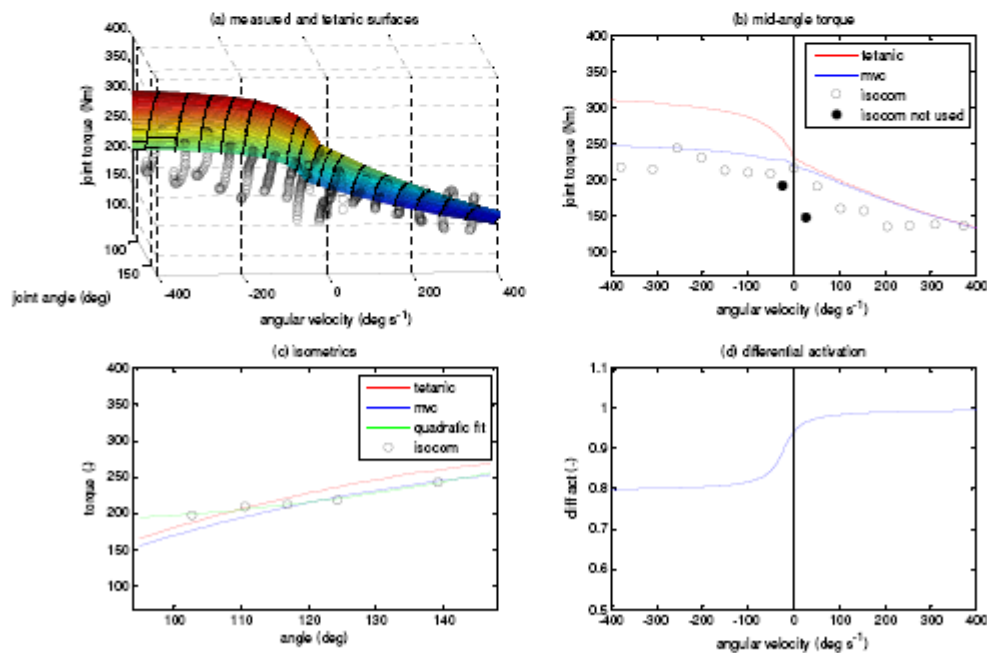 (a) measured and tetanic surfaces
joint torque (Nm)
400
350
300
250
200
150
100
100
150
joint angle (deg)
-400
-200
0
200
400
angular velocity (deg s⁻¹)
(b) mid-angle torque
joint torque (Nm)
400
350
300
250
200
150
100
tetanic
mvc
isocom
isocom not used
-400
-300
-200
-100
0
100
200
300
400
angular velocity (deg s⁻¹)
(c) isometrics
torque (.)
400
350
300
250
200
150
100
tetanic
mvc
quadratic fit
isocom
100
110
120
130
140
angle (deg)
(d) differential activation
diff act (-)
1.1
1
0.9
0.8
0.7
0.6
0.5
-400
-300
-200
-100
0
100
200
300
400
angular velocity (deg s⁻¹)